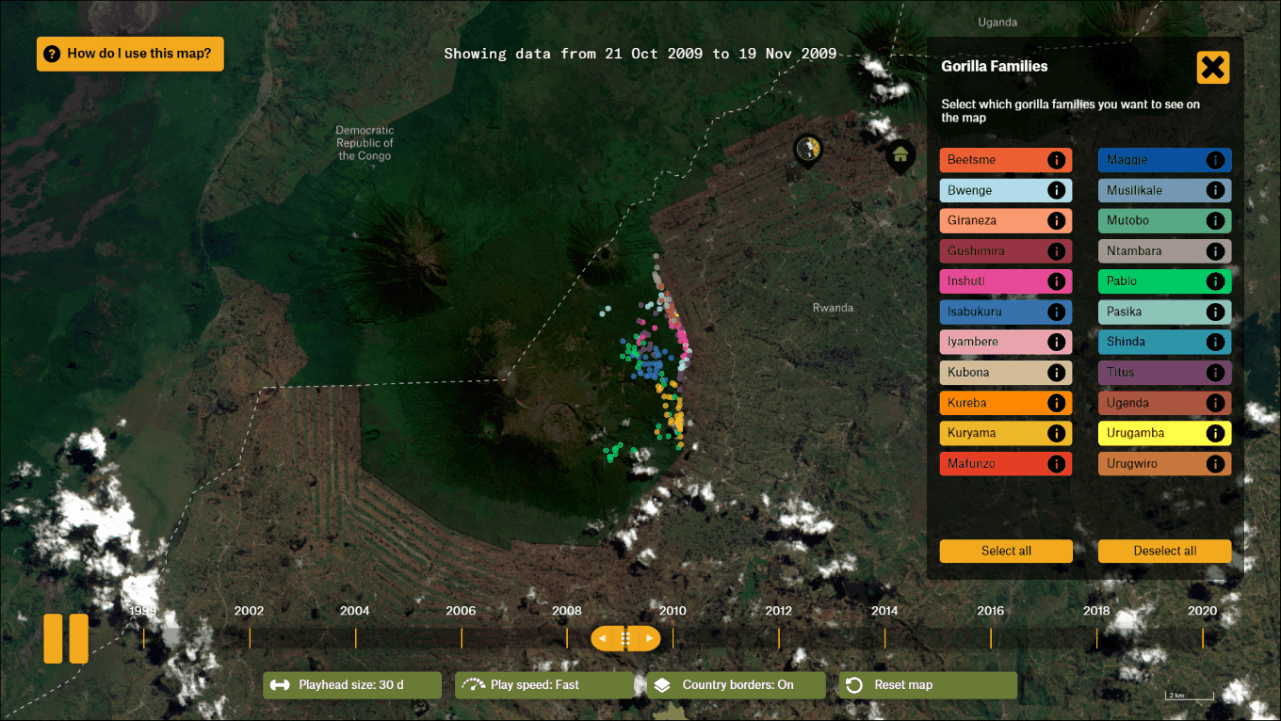 Uganda
How do I use this map?
Showing data from 21 Oct 2009 to 19 Nov 2009
Gorilla Families
Select which gorilla families you want to see on
the map
Democratic
Republic of
the Congo
Rwanda
Beetsme
Maggie
Bwenge
Musilikale
Giraneza
Mutobo
Gushimira
Ntambara
Inshuti
Pablo
Isabukuru
Pasika
Iyambere
Shinda
Kubona
Titus
Kureba
Ugenda
Kuryama
Urugamba
Mafunzo
Urugwiro
Select all
Deselect all
1999 2002 2004 2006 2008 2010 2012 2014 2016 2018 2020
Playhead size: 30 d
Play speed: Fast
Country borders: On
Reset map
2 km